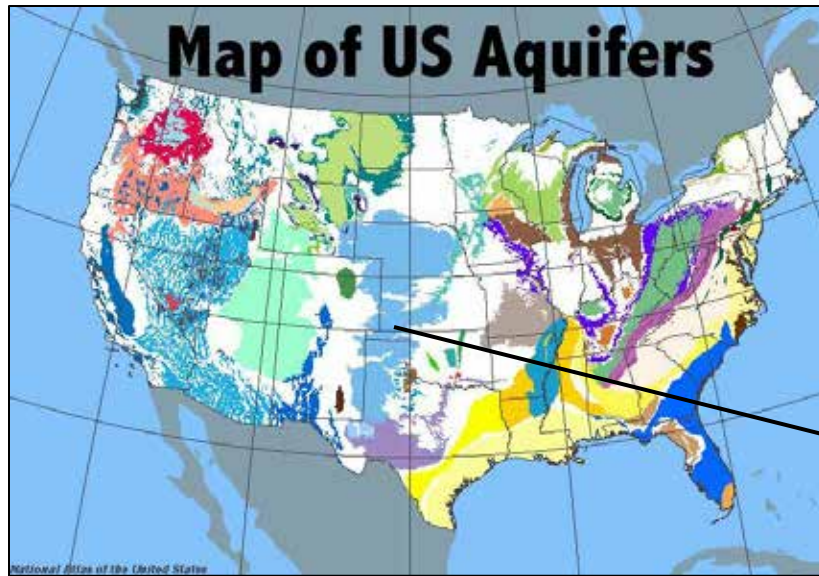 Map of US Aquifers
National Atlas of the United States